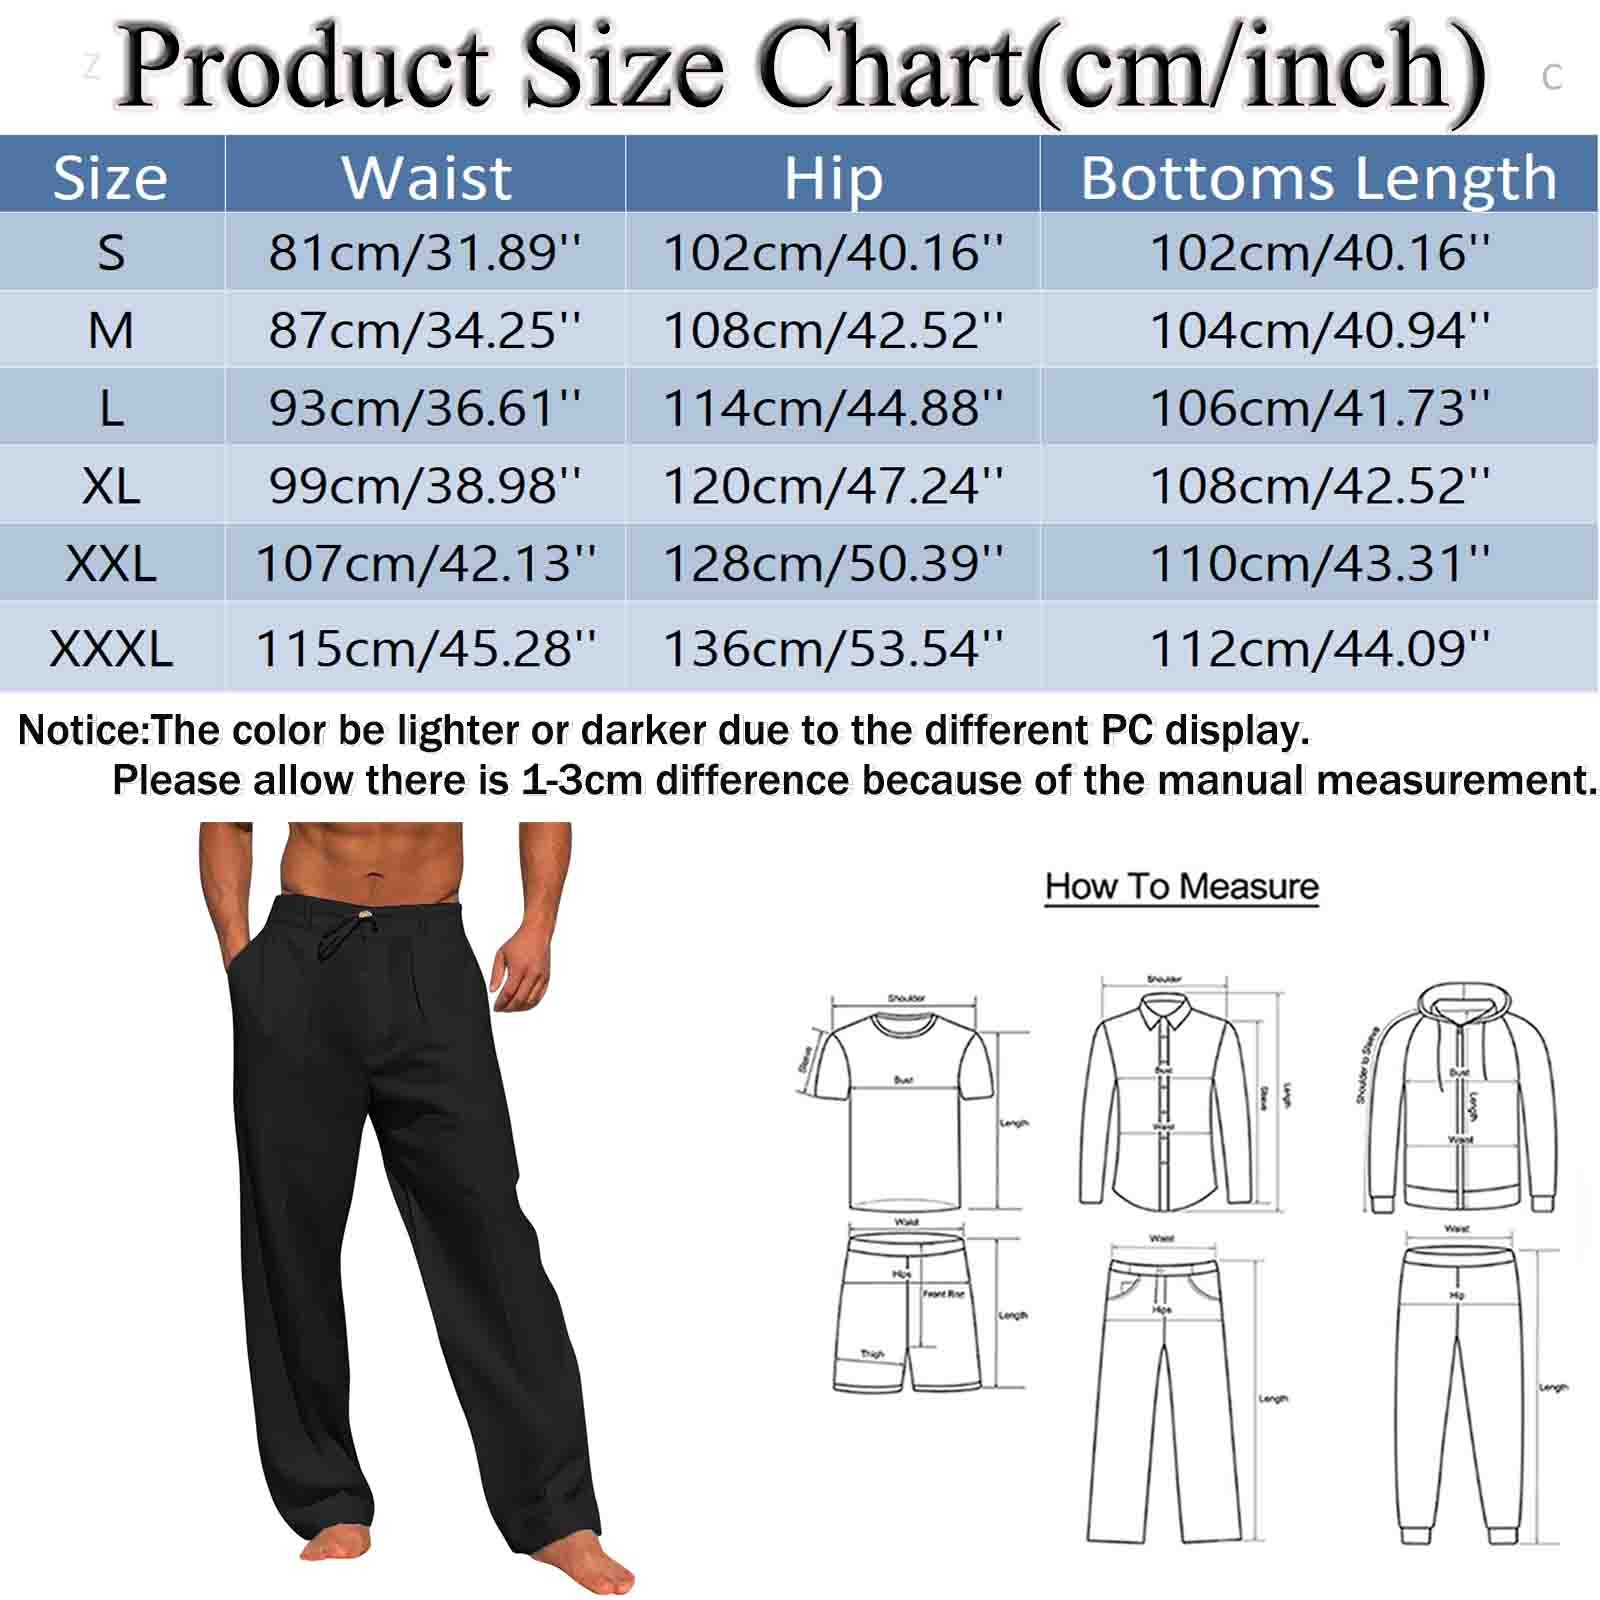 Z Product Size Chart(cm/inch) C
Size Waist Hip Bottoms Length
S 81cm/31.89'' 102cm/40.16'' 102cm/40.16''
M 87cm/34.25'' 108cm/42.52'' 104cm/40.94''
L 93cm/36.61'' 114cm/44.88'' 106cm/41.73''
XL 99cm/38.98'' 120cm/47.24'' 108cm/42.52''
XXL 107cm/42.13'' 128cm/50.39'' 110cm/43.31''
XXXL 115cm/45.28'' 136cm/53.54'' 112cm/44.09''
Notice:The color be lighter or darker due to the different PC display.
Please allow there is 1-3cm difference because of the manual measurement.
How To Measure
Shoulder
Sleeve
Bust
Length
Shoulder
Bust
Waist
Sleeve
Length
Shoulder to Sleeve
Bust
Length
Waist
Waist
Hips
Front Rise
Thigh
Length
Waist
Hips
Length
Waist
Hip
Length